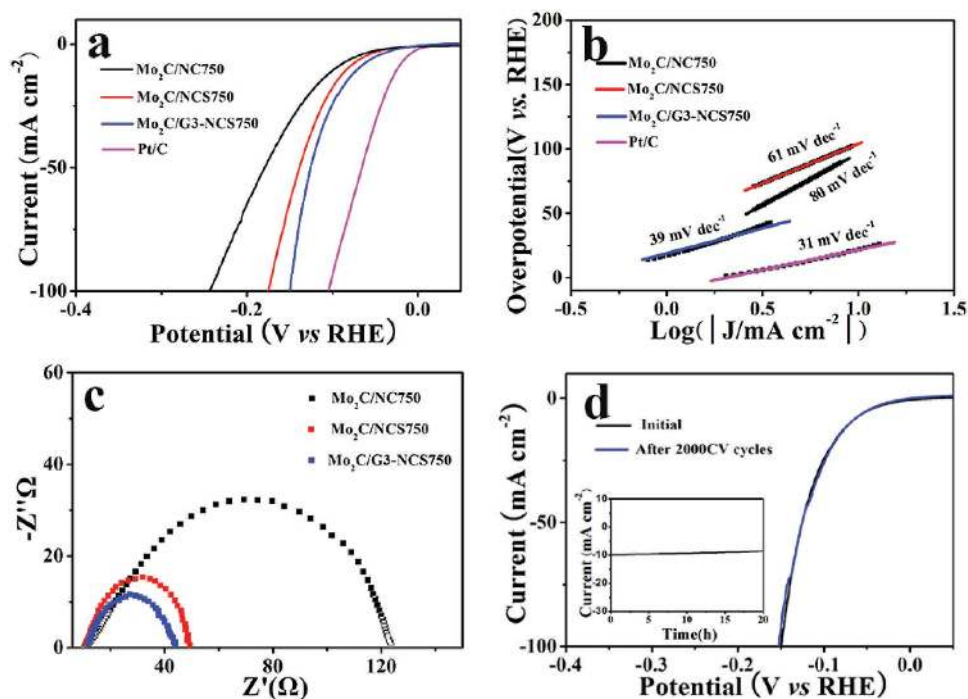 a
Mo₂C/NC750
Mo₂C/NCS750
Mo₂C/G3-NCS750
Pt/C
0
-50
-100
Current (mA cm⁻²)
-0.4
-0.2
0.0
Potential (V vs RHE)
b
Mo₂C/NC750
Mo₂C/NCS750
Mo₂C/G3-NCS750
Pt/C
61 mV dec⁻¹
80 mV dec⁻¹
39 mV dec⁻¹
31 mV dec⁻¹
200
150
100
50
0
Overpotential(V vs. RHE)
-0.5
0.0
0.5
1.0
1.5
Log(|J/mA cm⁻²|)
c
Mo₂C/NC750
Mo₂C/NCS750
Mo₂C/G3-NCS750
60
40
20
0
-Z''Ω
40
80
120
Z'(Ω)
d
Initial
After 2000CV cycles
0
-50
-100
Current (mA cm⁻²)
10
0
-10
-20
-30
Current (mA cm⁻²)
5
10
15
20
Time(h)
-0.4
-0.3
-0.2
-0.1
0.0
Potential (V vs RHE)